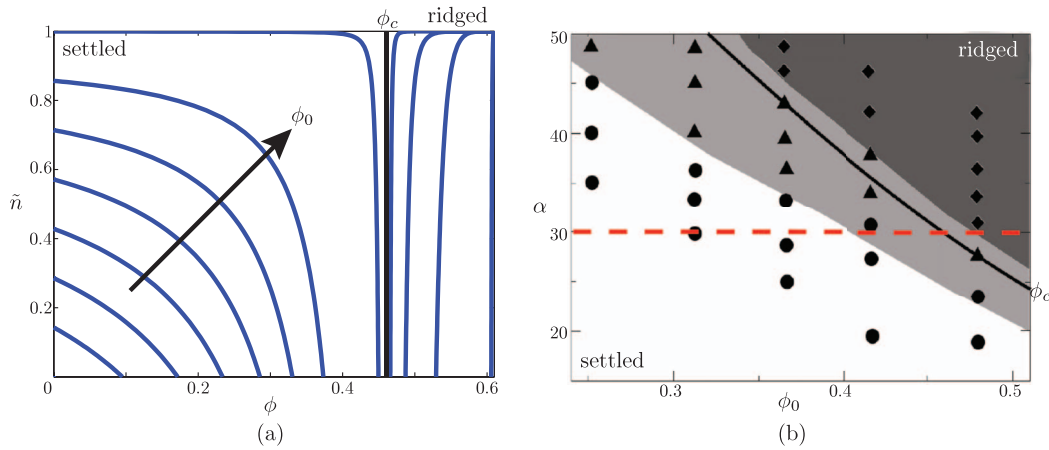 ϕc
ridged
settled
1
0.8
0.6
0.4
0.2
ñ
ϕ0
0
0.2
0.4
0.6
ϕ
(a)
50
40
30
20
α
ridged
ϕc
settled
0.3
0.4
0.5
ϕ0
(b)